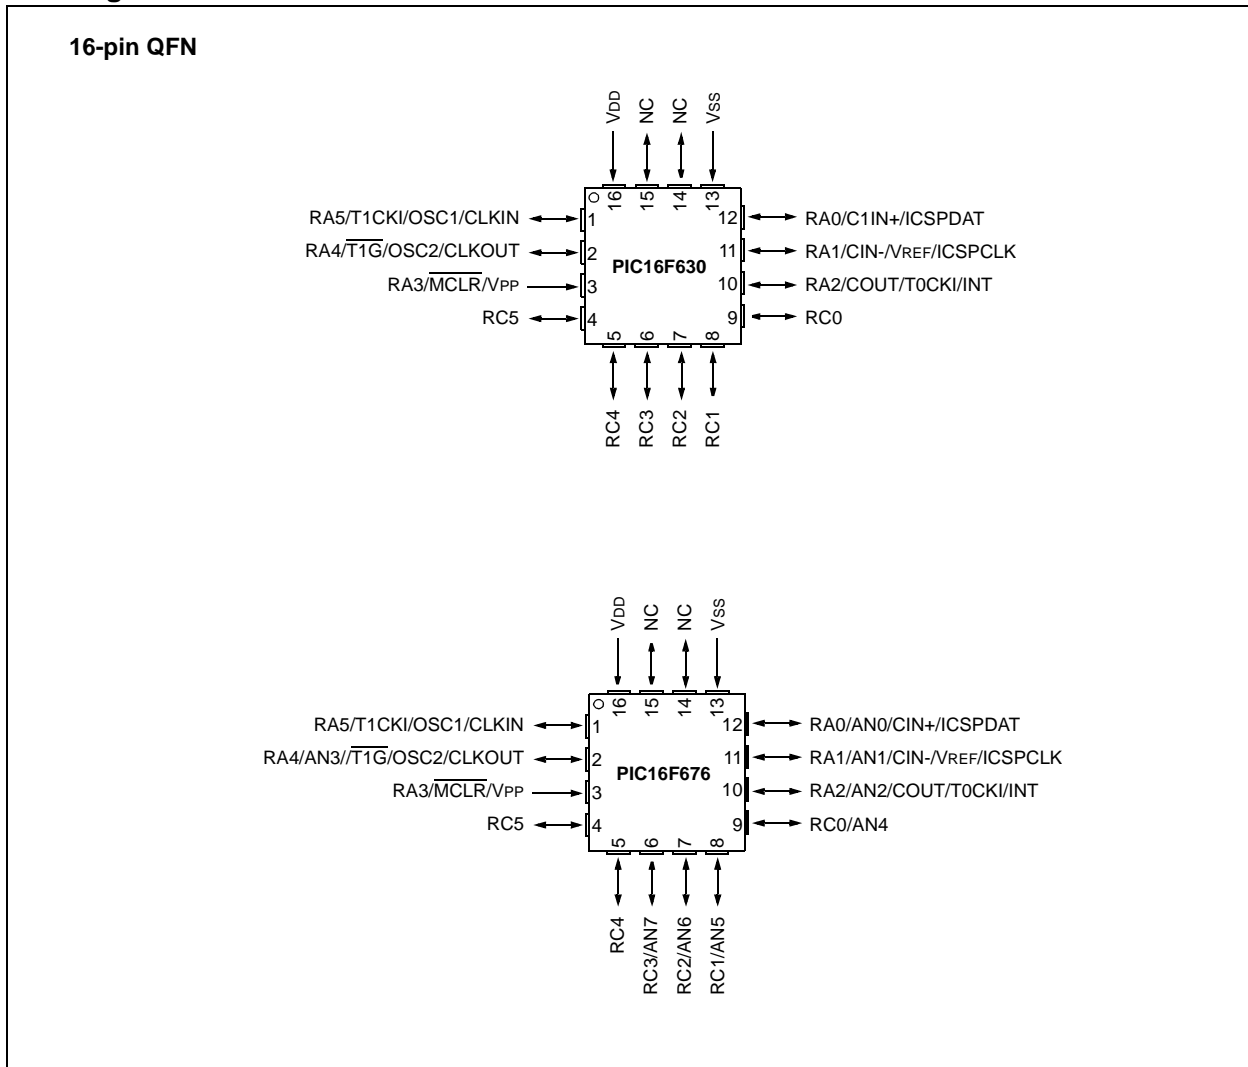 16-pin QFN
VDD
NC
NC
VSS
16
15
14
13
RA5/T1CKI/OSC1/CLKIN
1
12
RA0/C1IN+/ICSPDAT
RA4/T1G/OSC2/CLKOUT
2
11
RA1/CIN-/VREF/ICSPCLK
PIC16F630
RA3/MCLR/VPP
3
10
RA2/COUT/T0CKI/INT
RC5
4
9
RC0
5
6
7
8
RC4
RC3
RC2
RC1
VDD
NC
NC
VSS
16
15
14
13
RA5/T1CKI/OSC1/CLKIN
1
12
RA0/AN0/CIN+/ICSPDAT
RA4/AN3//T1G/OSC2/CLKOUT
2
11
RA1/AN1/CIN-/VREF/ICSPCLK
PIC16F676
RA3/MCLR/VPP
3
10
RA2/AN2/COUT/T0CKI/INT
RC5
4
9
RC0/AN4
5
6
7
8
RC4
RC3/AN7
RC2/AN6
RC1/AN5